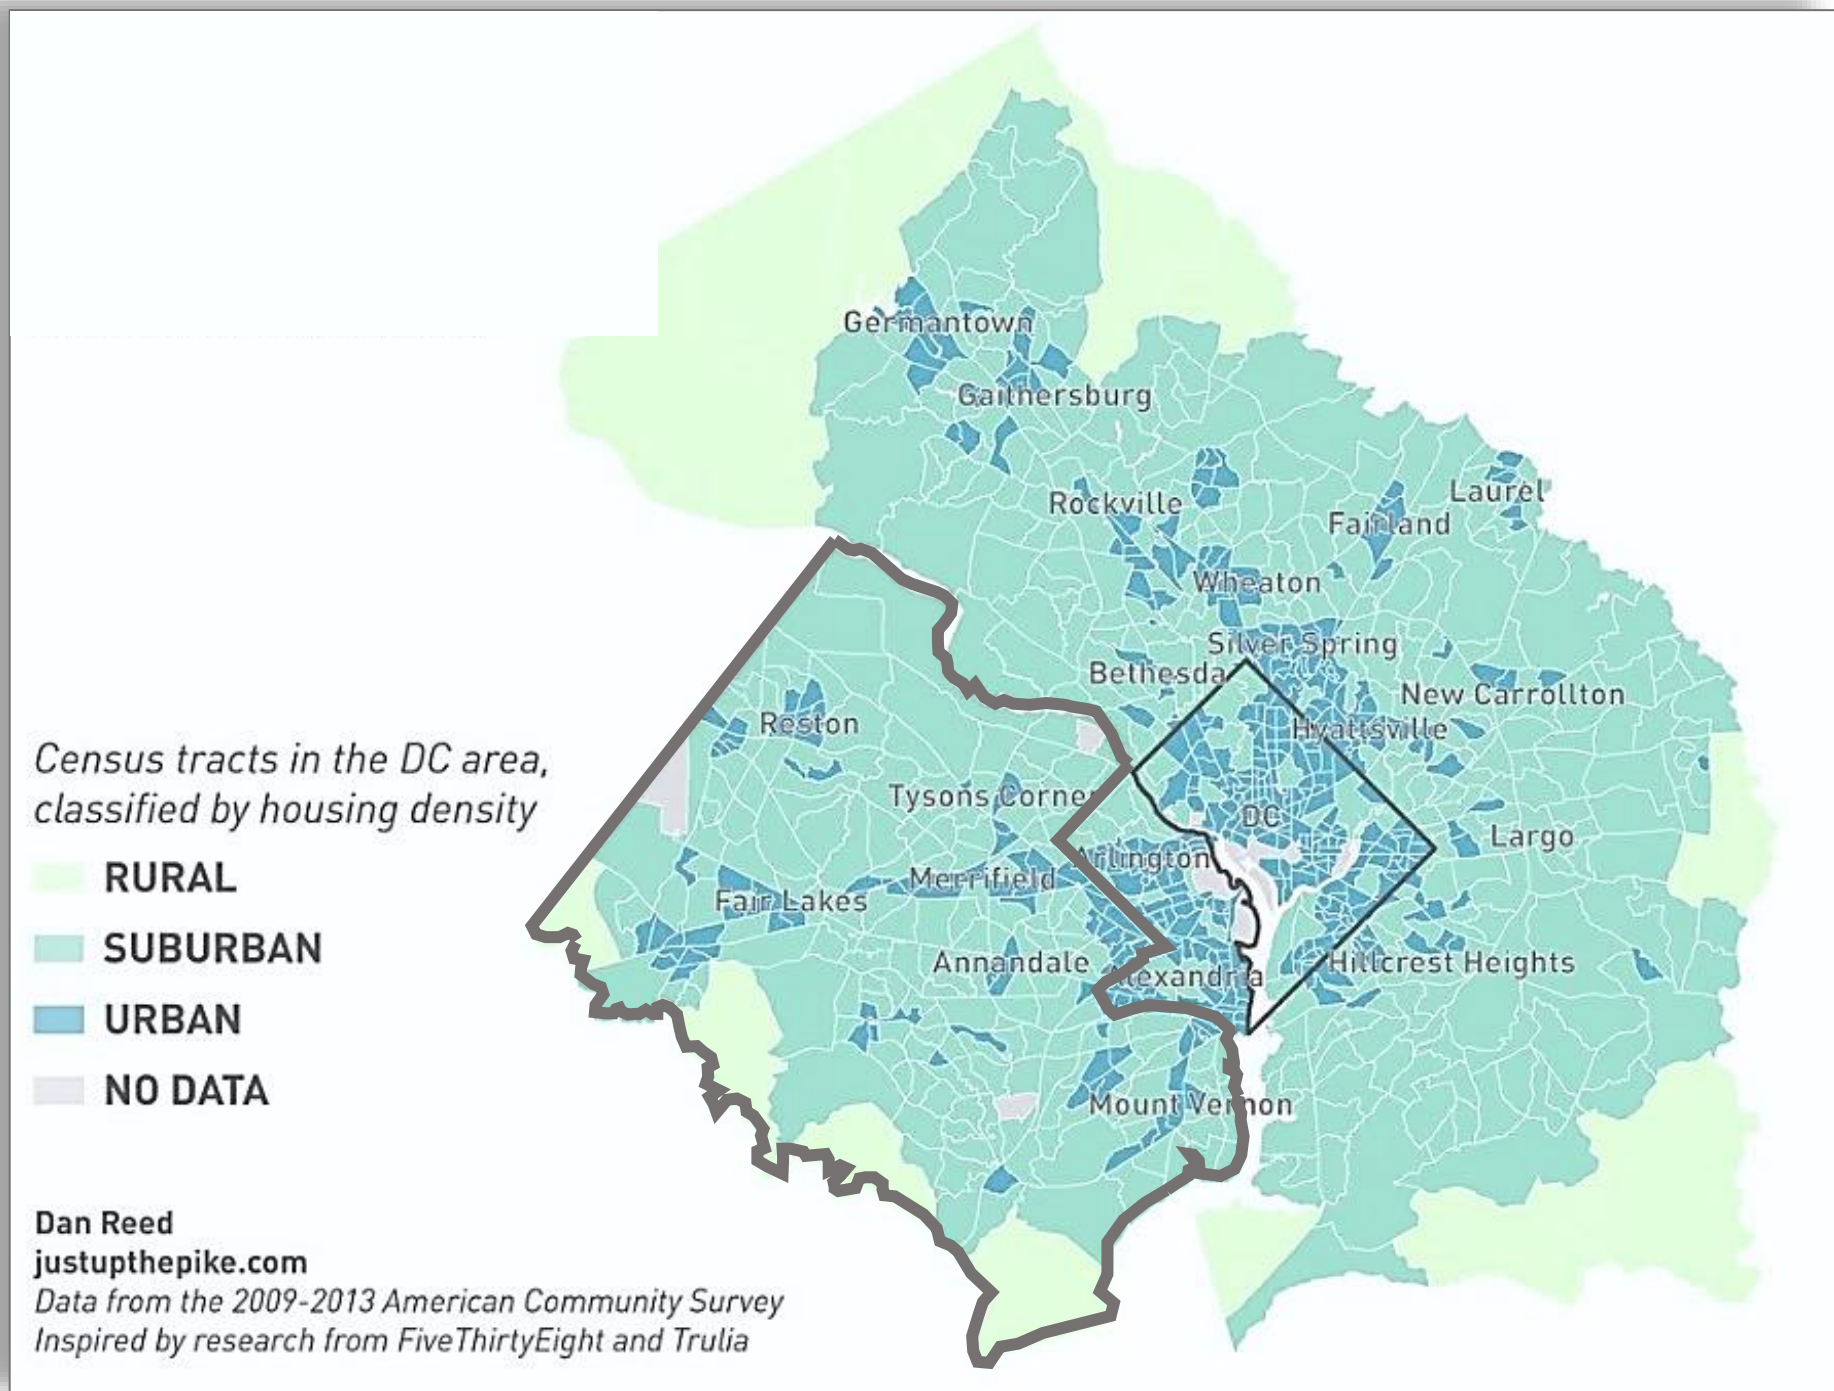 Germantown
Gaithersburg
Rockville
Laurel
Fairland
Wheaton
Silver Spring
Bethesda
New Carrollton
Reston
Hyattsville
Census tracts in the DC area,
classified by housing density
Tysons Corner
DC
Largo
Arlington
Merrifield
RURAL
Fair Lakes
SUBURBAN
Annandale
Alexandria
Hillcrest Heights
URBAN
NO DATA
Mount Vernon
Dan Reed
justupthepike.com
Data from the 2009-2013 American Community Survey
Inspired by research from FiveThirtyEight and Trulia